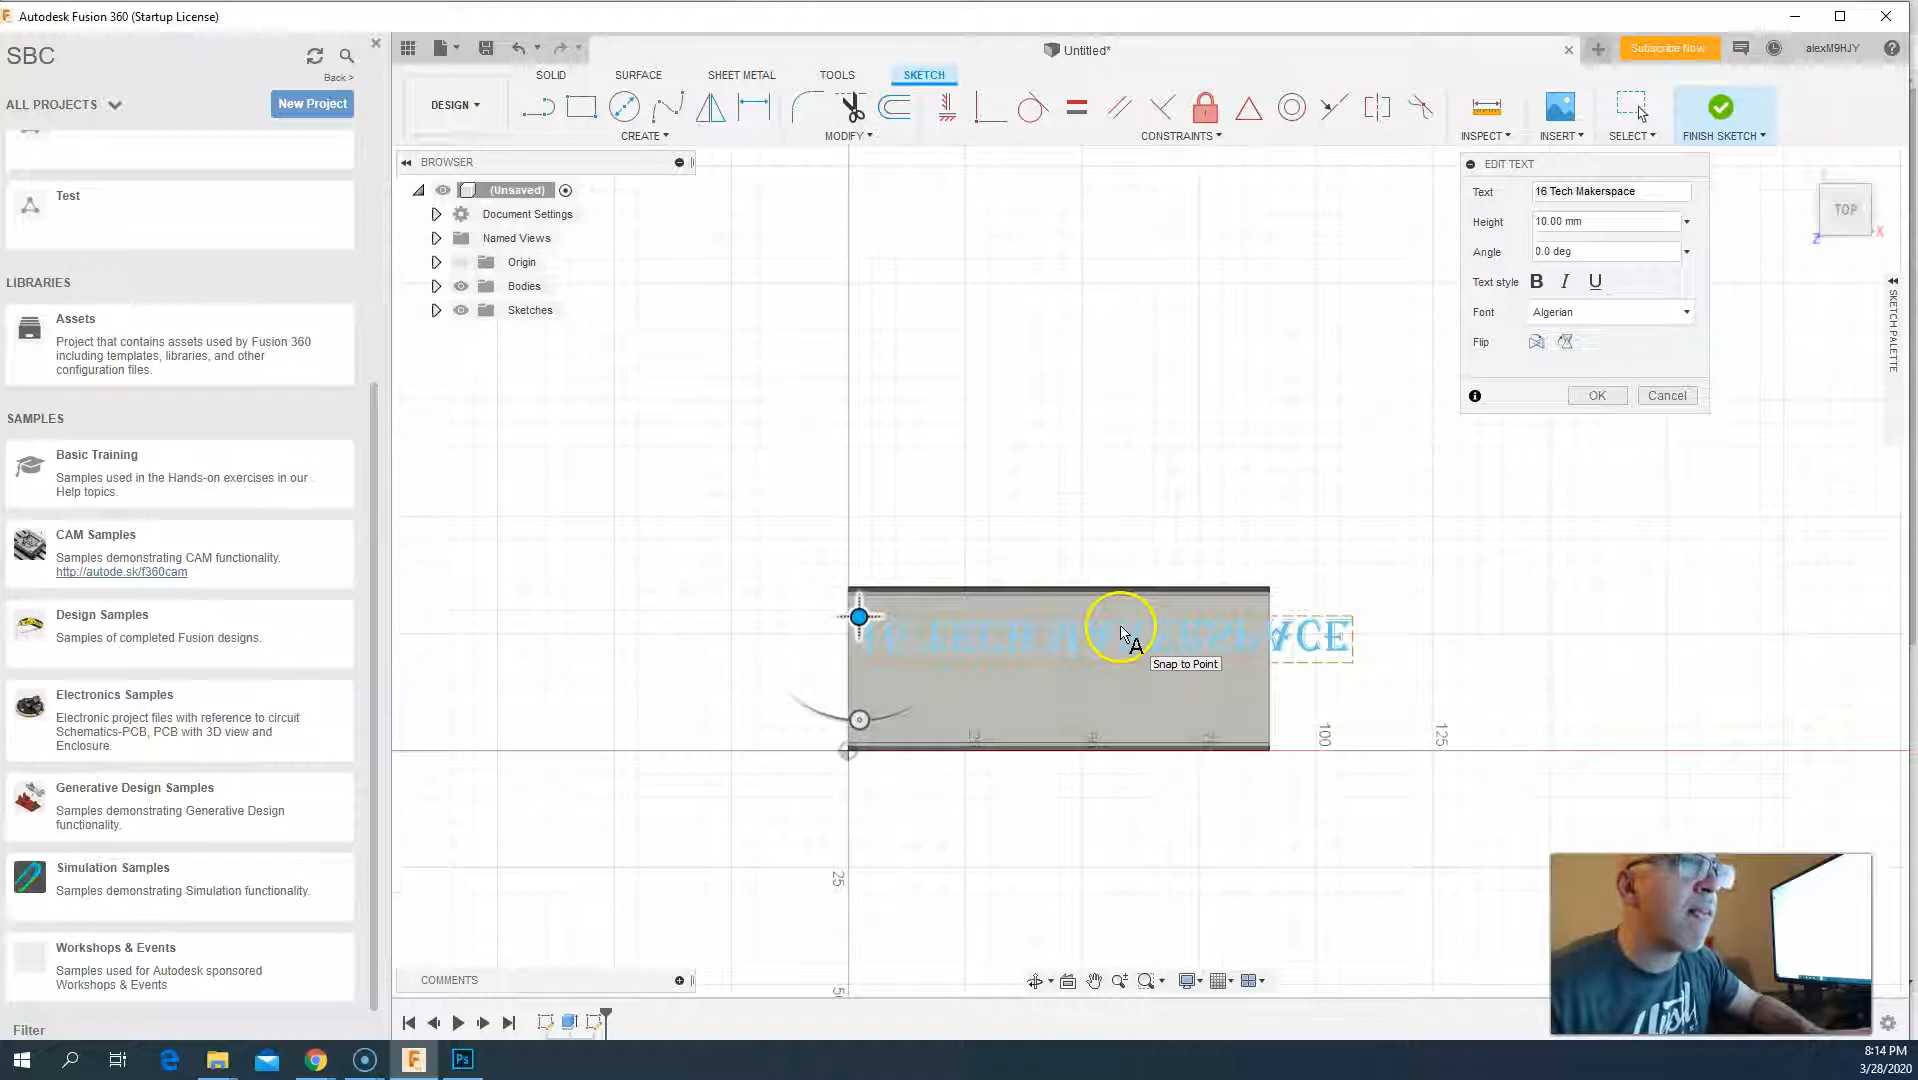 Autodesk Fusion 360 (Startup License)
SBC
Back >
ALL PROJECTS
New Project
Test
LIBRARIES
Assets
Project that contains assets used by Fusion 360
including templates, libraries, and other
configuration files.
SAMPLES
Basic Training
Samples used in the Hands-on exercises in our
Help topics.
CAM Samples
Samples demonstrating CAM functionality.
http://autode.sk/f360cam
Design Samples
Samples of completed Fusion designs.
Electronics Samples
Electronic project files with reference to circuit
Schematics-PCB, PCB with 3D view and
Enclosure.
Generative Design Samples
Samples demonstrating Generative Design
functionality.
Simulation Samples
Samples demonstrating Simulation functionality.
Workshops & Events
Samples used for Autodesk sponsored
Workshops & Events
Filter
Untitled*
Subscribe Now
alexM9HJY
SOLID
SURFACE
SHEET METAL
TOOLS
SKETCH
DESIGN
CREATE
MODIFY
CONSTRAINTS
INSPECT
INSERT
SELECT
FINISH SKETCH
BROWSER
(Unsaved)
Document Settings
Named Views
Origin
Bodies
Sketches
EDIT TEXT
Text
16 Tech Makerspace
Height
10.00 mm
Angle
0.0 deg
Text style
B I U
Font
Algerian
Flip
OK
Cancel
TOP
X
Z
SKETCH PALETTE
16 TECH MAKERSPACE
A
Snap to Point
100
125
25
COMMENTS
Ps
8:14 PM
3/28/2020